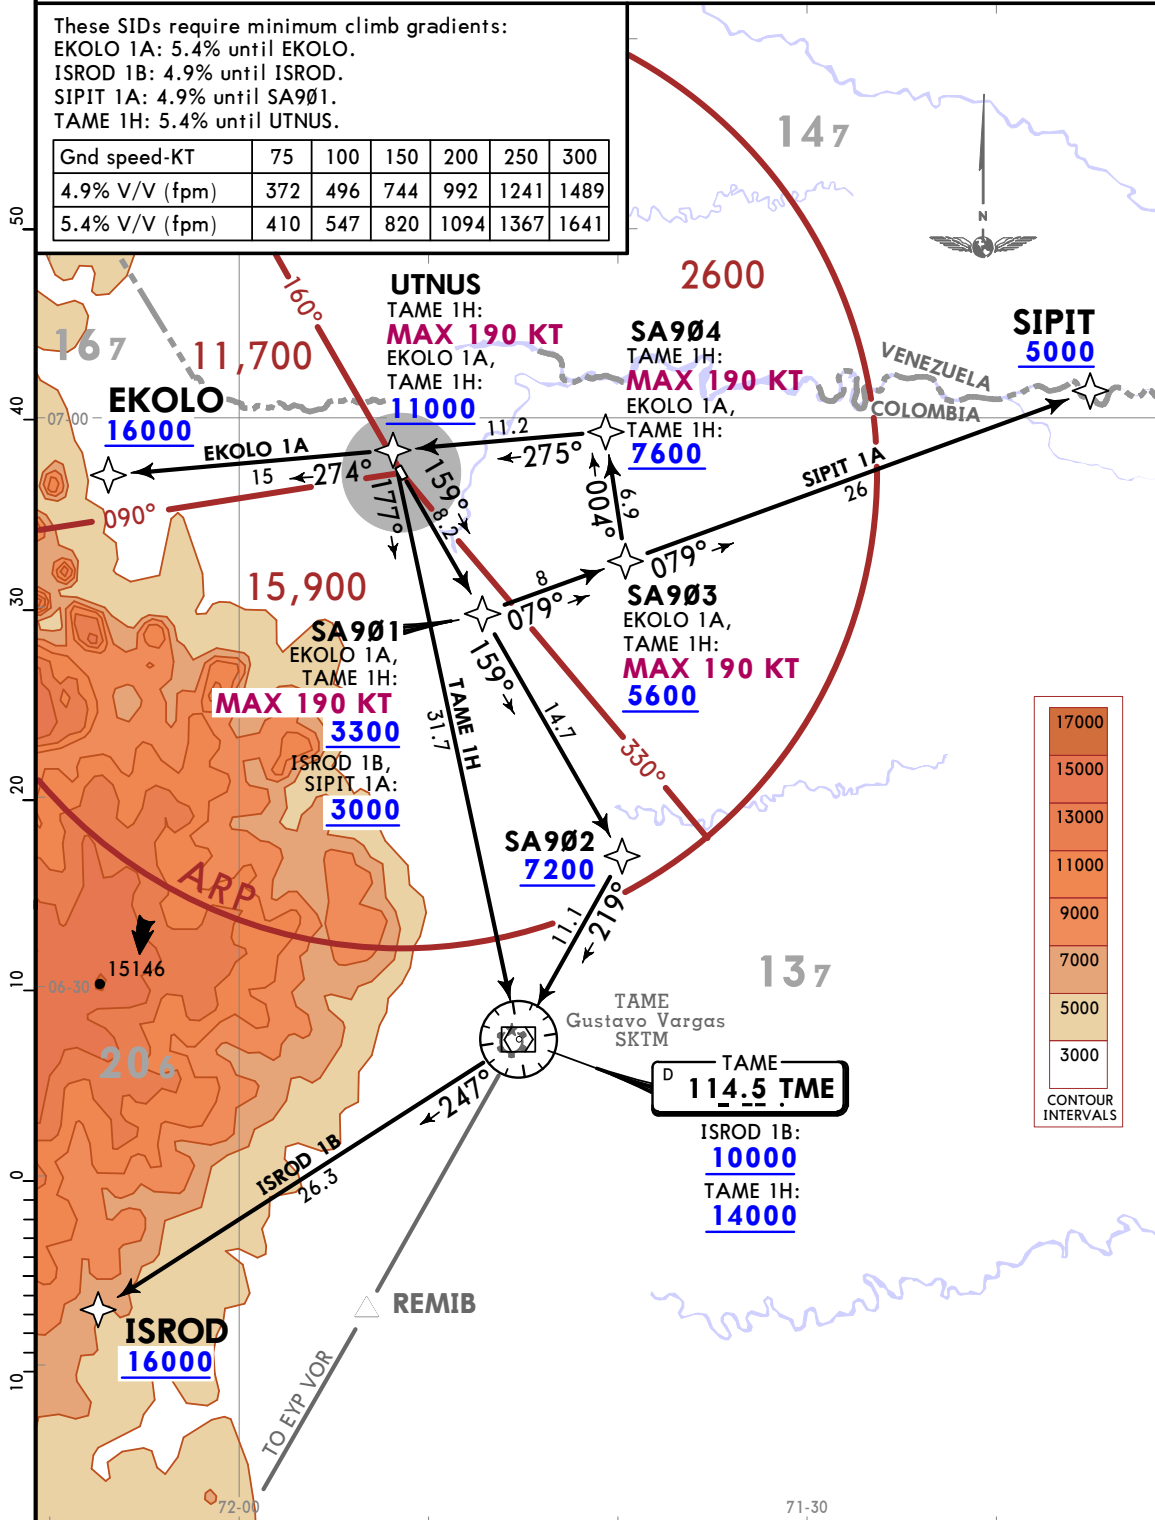 These SIDs require minimum climb gradients:
EKOLO 1A: 5.4% until EKOLO.
ISROD 1B: 4.9% until ISROD.
SIPIT 1A: 4.9% until SA9Ø1.
TAME 1H: 5.4% until UTNUS.
Gnd speed-KT 75 100 150 200 250 300
4.9% V/V (fpm) 372 496 744 992 1241 1489
5.4% V/V (fpm) 410 547 820 1094 1367 1641
147
N
50
160°
2600
UTNUS
TAME 1H:
MAX 190 KT
EKOLO 1A,
TAME 1H:
11000
SA9Ø4
TAME 1H:
MAX 190 KT
EKOLO 1A,
TAME 1H:
7600
SIPIT
5000
167
11,700
VENEZUELA
COLOMBIA
40
07-00
EKOLO
16000
EKOLO 1A
15
274°
11.2
275°
SIPIT 1A
26
090°
177°
159°
8.2
004°
6.9
079°
8
079°
30
15,900
SA9Ø1
EKOLO 1A,
TAME 1H:
MAX 190 KT
3300
ISROD 1B,
SIPIT 1A:
3000
SA9Ø3
EKOLO 1A,
TAME 1H:
MAX 190 KT
5600
159°
14.7
TAME 1H
31.7
330°
20
17000
15000
13000
11000
9000
7000
5000
3000
CONTOUR
INTERVALS
SA9Ø2
7200
ARP
11.1
219°
15146
10
06-30
137
TAME
Gustavo Vargas
SKTM
206
TAME
D 114.5 TME
ISROD 1B:
10000
TAME 1H:
14000
247°
ISROD 1B
26.3
0
REMIB
ISROD
16000
10
TO EYP VOR
72-00
71-30